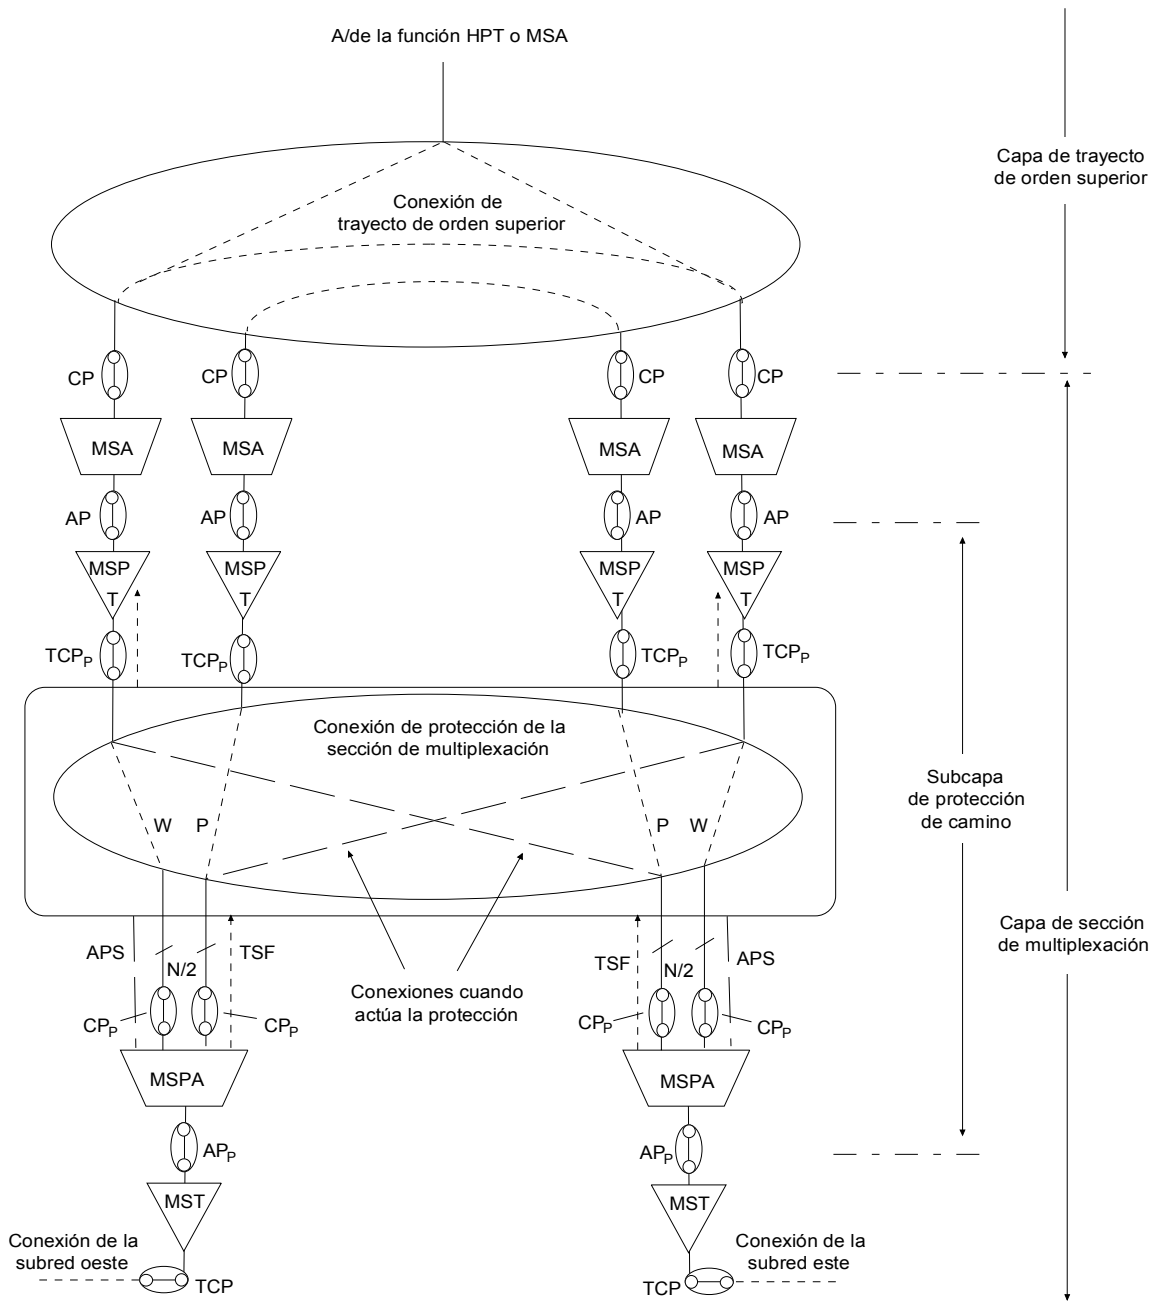 A/de la función HPT o MSA
Capa de trayecto
de orden superior
Conexión de
trayecto de orden superior
CP CP CP CP
MSA MSA MSA MSA
AP AP AP AP
MSP MSP MSP MSP
T T T T
TCPP TCPP TCPP TCPP
Conexión de protección de la
sección de multiplexación
Subcapa
de protección
de camino
W P P W
Capa de sección
de multiplexación
APS TSF TSF APS
N/2 N/2
Conexiones cuando
actúa la protección
CPP CPP CPP CPP
MSPA MSPA
APP APP
MST MST
Conexión de la
subred oeste
Conexión de la
subred este
TCP TCP